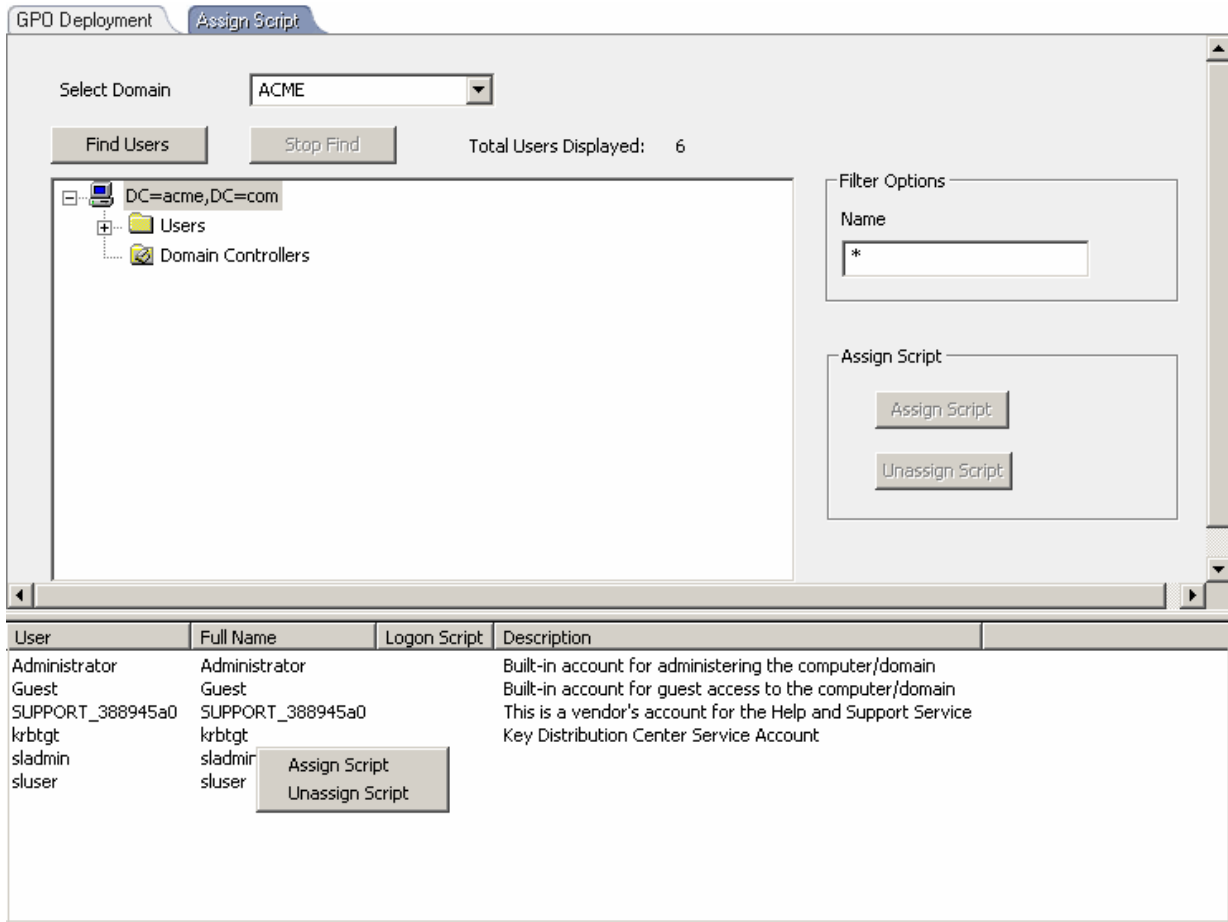 GPO Deployment Assign Script
Select Domain ACME
Find Users Stop Find Total Users Displayed: 6
DC=acme,DC=com
Users
Domain Controllers
Filter Options
Name
*
Assign Script
Assign Script
Unassign Script
User Full Name Logon Script Description
Administrator Administrator Built-in account for administering the computer/domain
Guest Guest Built-in account for guest access to the computer/domain
SUPPORT_388945a0 SUPPORT_388945a0 This is a vendor's account for the Help and Support Service
krbtgt krbtgt Key Distribution Center Service Account
sladmin sladmin
sluser sluser
Assign Script
Unassign Script